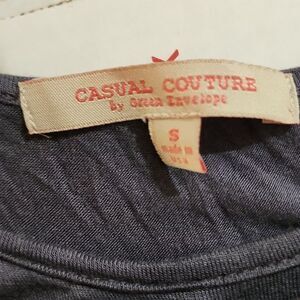 CASUAL COUTURE
by Green Envelope
S
made in
USA